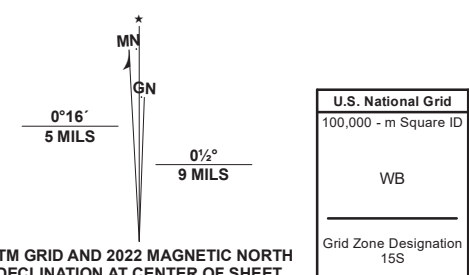 MN
GN
0°16´
5 MILS
0½°
9 MILS
TM GRID AND 2022 MAGNETIC NORTH
DECLINATION AT CENTER OF SHEET
U.S. National Grid
100,000 - m Square ID
WB
Grid Zone Designation
15S